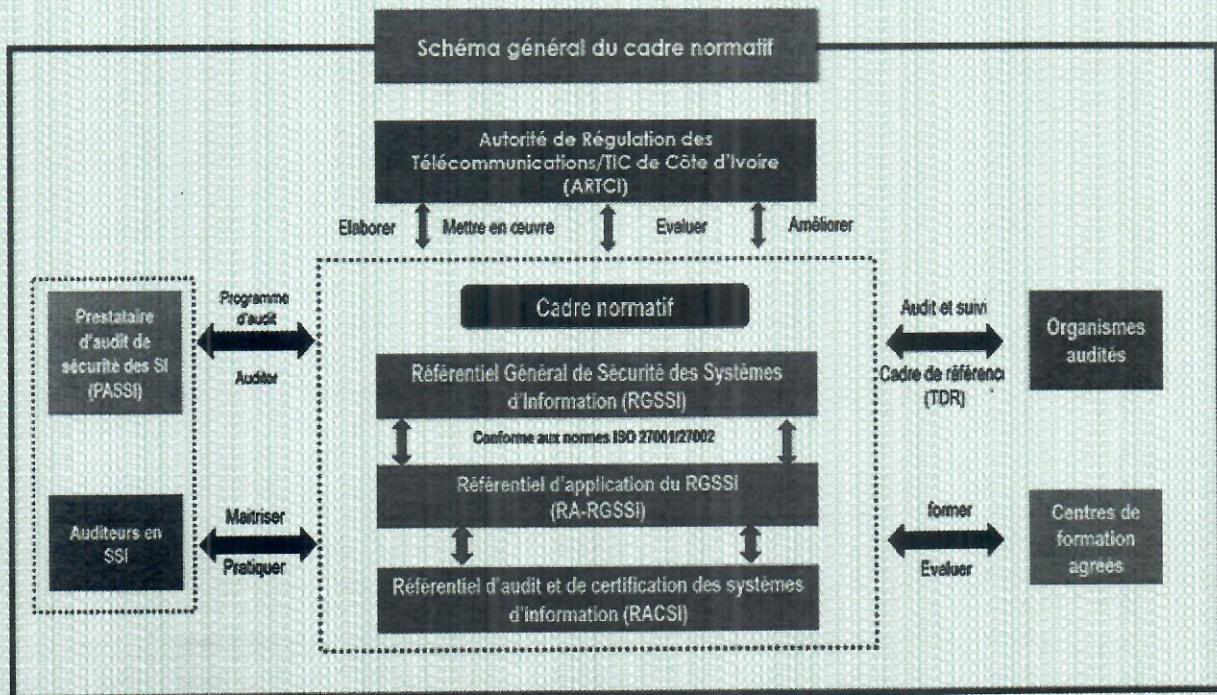 Schéma général du cadre normatif
Autorité de Régulation des
Télécommunications/TIC de Côte d'Ivoire
(ARTCI)
Elaborer
Mettre en œuvre
Evaluer
Améliorer
Prestataire
d'audit de
sécurité des SI
(PASSI)
Programme
d'audit
Auditer
Auditeurs en
SSI
Maitriser
Pratiquer
Cadre normatif
Référentiel Général de Sécurité des Systèmes
d'Information (RGSSI)
Conforme aux normes ISO 27001/27002
Référentiel d'application du RGSSI
(RA-RGSSI)
Référentiel d'audit et de certification des systèmes
d'information (RACSI)
Audit et suivi
Cadre de référenc
(TDR)
Organismes
audités
former
Evaluer
Centres de
formation
agrees